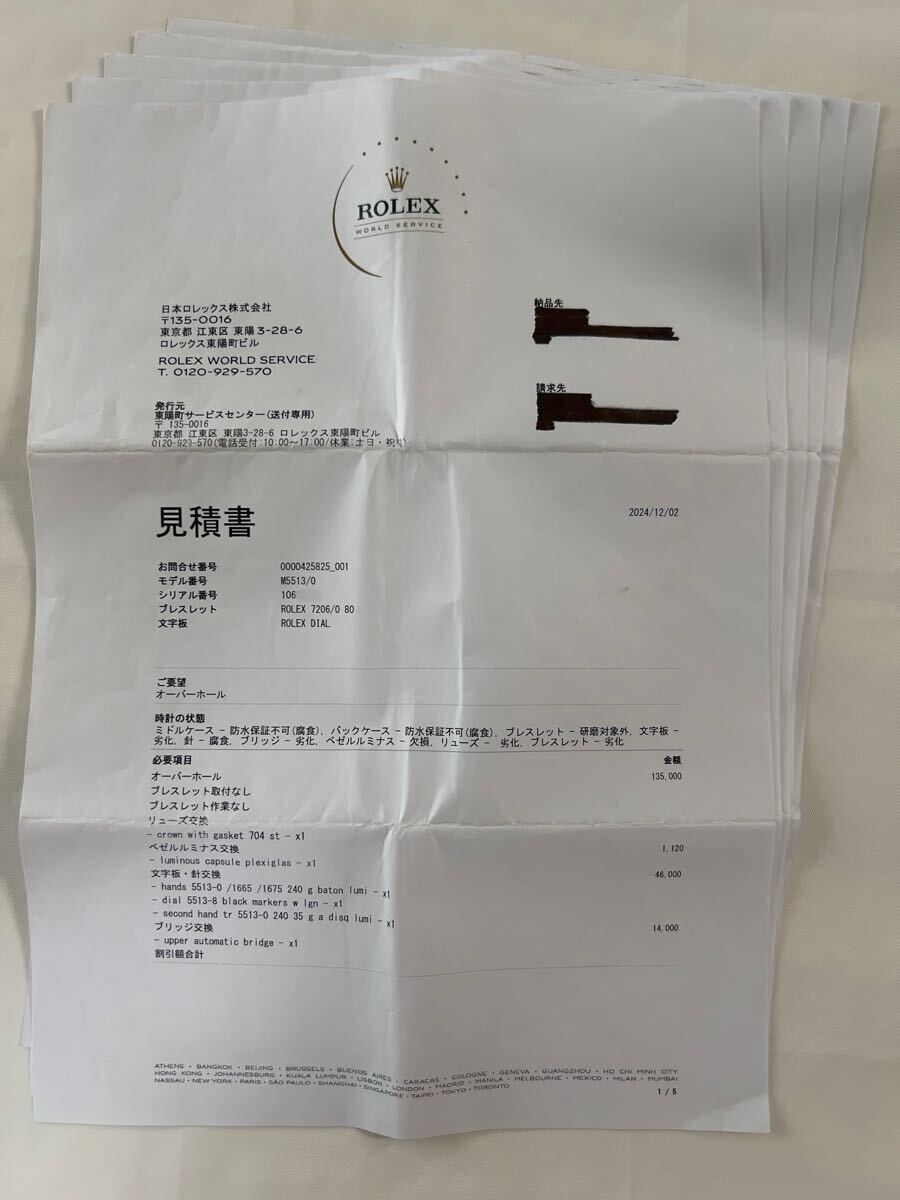 ROLEX
WORLD SERVICE
日本ロレックス株式会社
〒135-0016
東京都 江東区 東陽 3-28-6
ロレックス東陽町ビル
ROLEX WORLD SERVICE
T. 0120-929-570
納品先
請求先
発行元
東陽町サービスセンター(送付専用)
〒 135-0016
東京都 江東区 東陽3-28-6 ロレックス東陽町ビル
0120-929-570(電話受付:10:00～17:00/休業:土日・祝日)
見積書
2024/12/02
お問合せ番号 0000425825_001
モデル番号 M5513/0
シリアル番号 106
ブレスレット ROLEX 7206/0 80
文字板 ROLEX DIAL
ご要望
オーバーホール
時計の状態
ミドルケース - 防水保証不可(腐食), バックケース - 防水保証不可(腐食), ブレスレット - 研磨対象外, 文字板 -
劣化, 針 - 腐食, ブリッジ - 劣化, ベゼルルミナス - 欠損, リューズ - 劣化, ブレスレット - 劣化
必要項目 金額
オーバーホール 135,000
ブレスレット取付なし
ブレスレット作業なし
リューズ交換
- crown with gasket 704 st - x1
ベゼルルミナス交換 1,120
- luminous capsule plexiglas - x1
文字板・針交換 46,000
- hands 5513-0 /1665 /1675 240 g baton lumi - x1
- dial 5513-8 black markers w lgn - x1
- second hand tr 5513-0 240 35 g a disq lumi - x1
ブリッジ交換 14,000
- upper automatic bridge - x1
割引額合計
ATHENS • BANGKOK • BEIJING • BRUSSELS • BUENOS AIRES • CARACAS • COLOGNE • GENEVA • GUANGZHOU • HO CHI MINH CITY
HONG KONG • JOHANNESBURG • KUALA LUMPUR • LISBON • LONDON • MADRID • MANILA • MELBOURNE • MEXICO • MILAN • MUMBAI
NASSAU • NEW YORK • PARIS • SÃO PAULO • SHANGHAI • SINGAPORE • TAIPEI • TOKYO • TORONTO
1 / 5